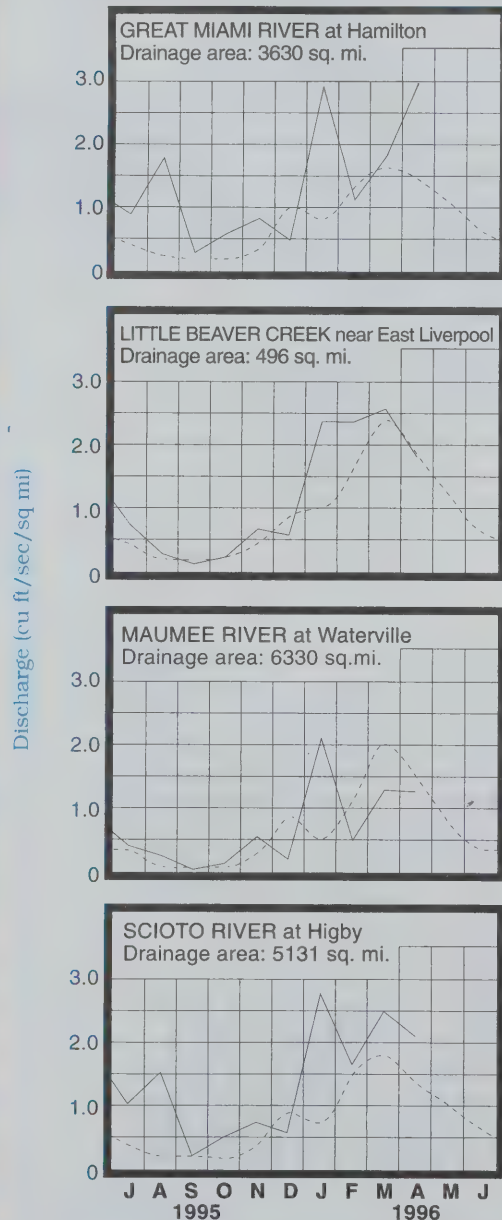 GREAT MIAMI RIVER at Hamilton
Drainage area: 3630 sq. mi.
3.0
2.0
1.0
0
LITTLE BEAVER CREEK near East Liverpool
Drainage area: 496 sq. mi.
3.0
2.0
1.0
0
Discharge (cu ft/sec/sq mi)
MAUMEE RIVER at Waterville
Drainage area: 6330 sq.mi.
3.0
2.0
1.0
0
SCIOTO RIVER at Higby
Drainage area: 5131 sq. mi.
3.0
2.0
1.0
0
J A S O N D J F M A M J
1995 1996